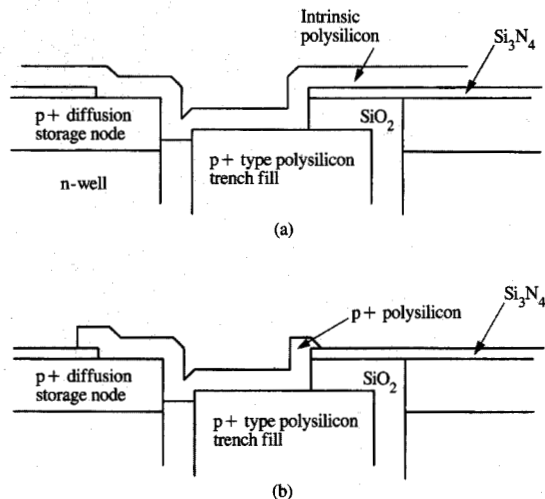 Intrinsic
polysilicon
Si3N4
p+ diffusion
storage node
SiO2
p+ type polysilicon
trench fill
n-well
(a)
Si3N4
p+ polysilicon
p+ diffusion
storage node
SiO2
p+ type polysilicon
trench fill
(b)